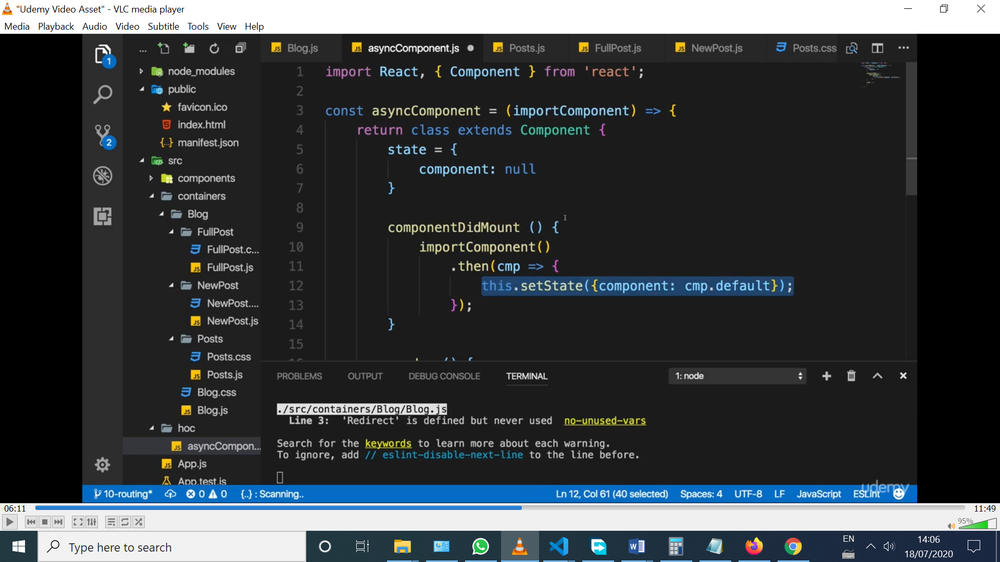 "Udemy Video Asset" - VLC media player
Media Playback Audio Video Subtitle Tools View Help
1
2
...
node_modules
public
favicon.ico
index.html
manifest.json
src
components
containers
Blog
FullPost
FullPost.c...
FullPost.js
NewPost
NewPost....
NewPost.js
Posts
Posts.css
Posts.js
Blog.css
Blog.js
hoc
asyncCompon...
App.js
App.test.js
Blog.js asyncComponent.js Posts.js FullPost.js NewPost.js Posts.css
1 import React, { Component } from 'react';
2
3 const asyncComponent = (importComponent) => {
4 return class extends Component {
5 state = {
6 component: null
7 }
8
9 componentDidMount () {
10 importComponent()
11 .then(cmp => {
12 this.setState({component: cmp.default});
13 });
14 }
15
PROBLEMS OUTPUT DEBUG CONSOLE TERMINAL 1: node
./src/containers/Blog/Blog.js
Line 3: 'Redirect' is defined but never used no-unused-vars
Search for the keywords to learn more about each warning.
To ignore, add // eslint-disable-next-line to the line before.
udemy
10-routing* 0 0 {..} : Scanning.. Ln 12, Col 61 (40 selected) Spaces: 4 UTF-8 LF JavaScript ESLint
06:11 11:49
95%
Type here to search
EN
14:06
18/07/2020